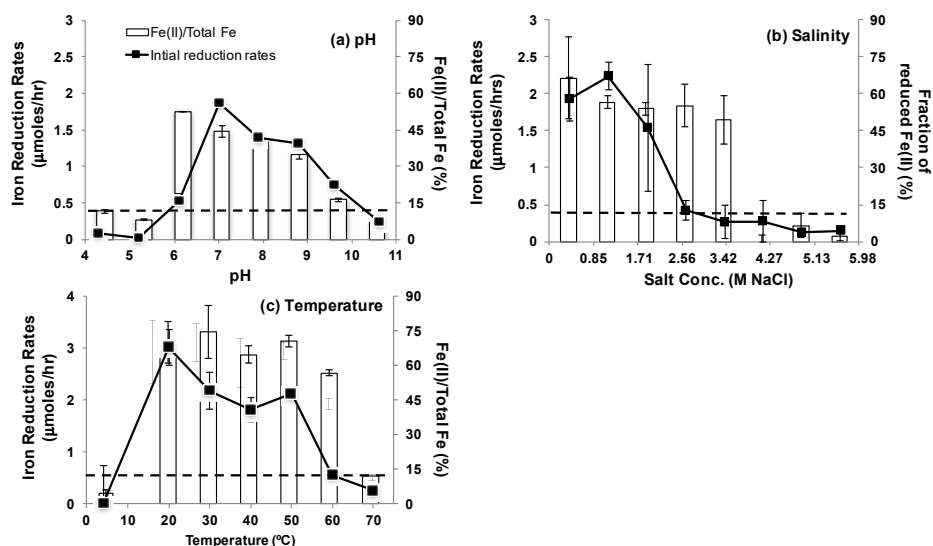 (a) pH
Fe(II)/Total Fe
Intial reduction rates
Iron Reduction Rates
(µmoles/hr)
3
2.5
2
1.5
1
0.5
0
4 5 6 7 8 9 10 11
pH
90
75
60
45
30
15
0
Fe(II)/Total Fe (%)
(b) Salinity
Iron Reduction Rates
(µmoles/hrs)
3
2.5
2
1.5
1
0.5
0
0 0.85 1.71 2.56 3.42 4.27 5.13 5.98
Salt Conc. (M NaCl)
90
75
60
45
30
15
0
Fraction of
reduced Fe(II) (%)
(c) Temperature
Iron Reduction Rates
(µmoles/hr)
4
3
2
1
0
0 10 20 30 40 50 60 70
Temperature (ºC)
90
75
60
45
30
15
0
Fe(II)/Total Fe (%)